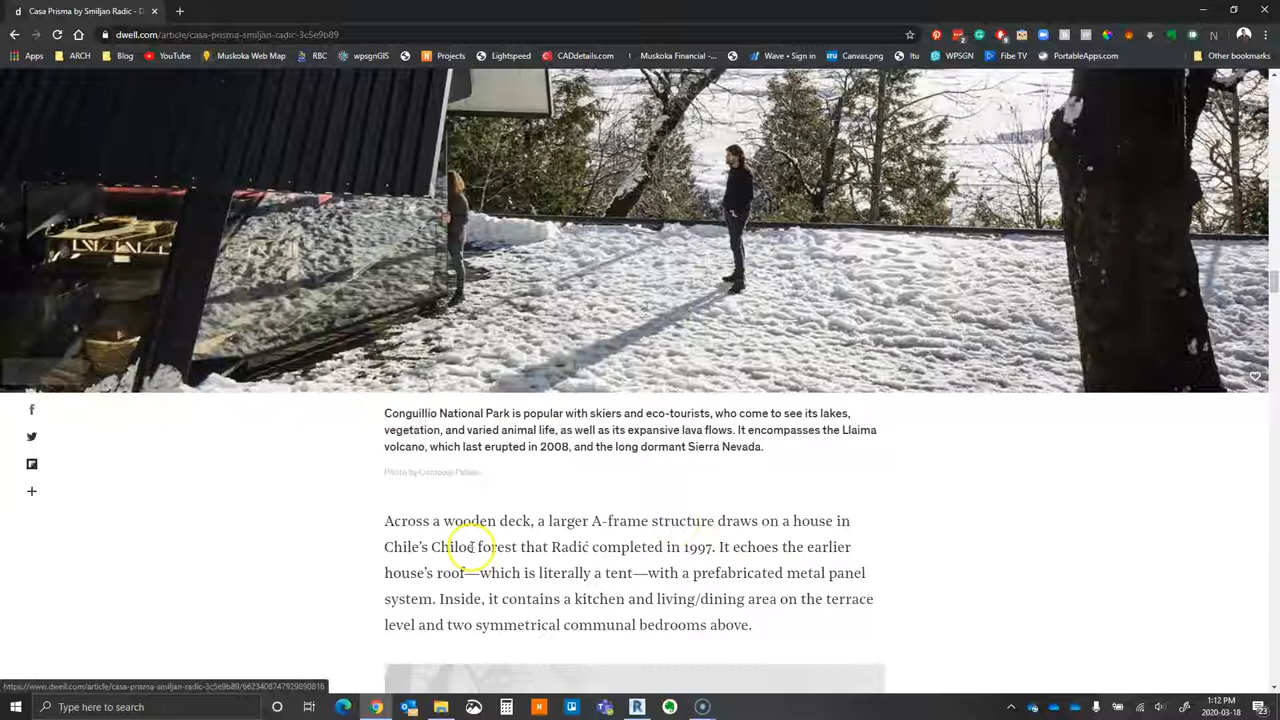 Casa Prisma by Smiljan Radic - D
dwell.com/article/casa-prisma-smiljan-radic-3c5e9b89
Apps ARCH Blog YouTube Muskoka Web Map BBC wpsgnGIS Projects Lightspeed CADdetails.com Muskoka Financial -... Wave • Sign in Canvas.png Itu WPSGN Fibe TV PortableApps.com Other bookmarks
Conguillio National Park is popular with skiers and eco-tourists, who come to see its lakes,
vegetation, and varied animal life, as well as its expansive lava flows. It encompasses the Llaima
volcano, which last erupted in 2008, and the long dormant Sierra Nevada.
Photo by
Across a wooden deck, a larger A-frame structure draws on a house in
Chile's Chiloé forest that Radić completed in 1997. It echoes the earlier
house's roof—which is literally a tent—with a prefabricated metal panel
system. Inside, it contains a kitchen and living/dining area on the terrace
level and two symmetrical communal bedrooms above.
https://www.dwell.com/article/casa-prisma-smiljan-radic-3c5e9b89/6623408747929890816
Type here to search
1:12 PM
2020-03-18